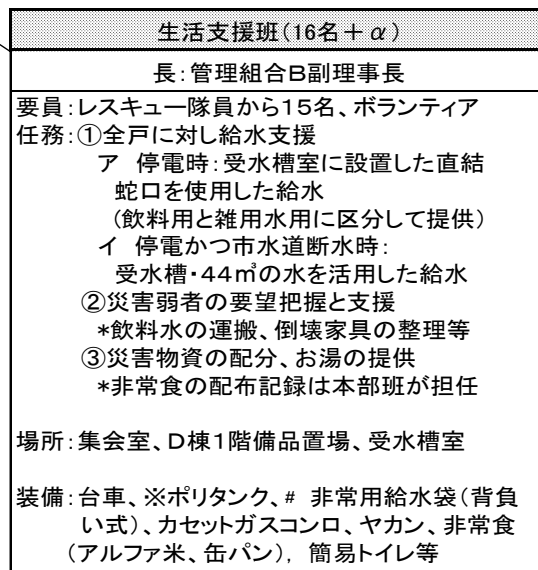 生活支援班(16名+α)
長:管理組合B副理事長
要員:レスキュー隊員から15名、ボランティア
任務:①全戸に対し給水支援
ア 停電時:受水槽室に設置した直結
蛇口を使用した給水
(飲料用と雑用水用に区分して提供)
イ 停電かつ市水道断水時:
受水槽・44㎥の水を活用した給水
②災害弱者の要望把握と支援
*飲料水の運搬、倒壊家具の整理等
③災害物資の配分、お湯の提供
*非常食の配布記録は本部班が担任
場所:集会室、D棟1階備品置場、受水槽室
装備:台車、※ポリタンク、# 非常用給水袋(背負
い式)、カセットガスコンロ、ヤカン、非常食
(アルファ米、缶パン), 簡易トイレ等